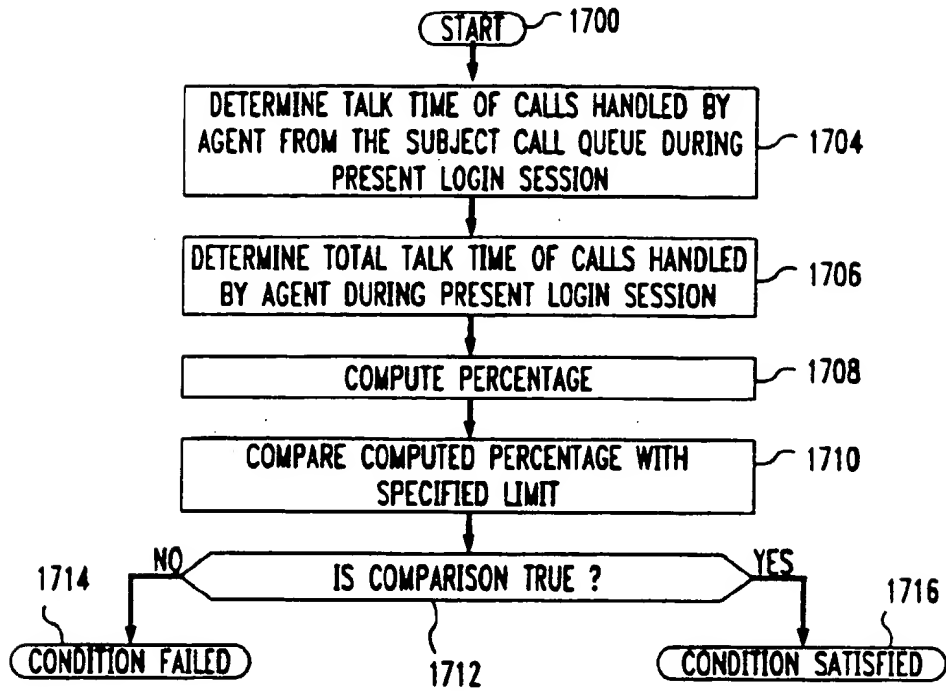 START
1700
DETERMINE TALK TIME OF CALLS HANDLED BY
AGENT FROM THE SUBJECT CALL QUEUE DURING
PRESENT LOGIN SESSION
1704
DETERMINE TOTAL TALK TIME OF CALLS HANDLED
BY AGENT DURING PRESENT LOGIN SESSION
1706
COMPUTE PERCENTAGE
1708
COMPARE COMPUTED PERCENTAGE WITH
SPECIFIED LIMIT
1710
NO
IS COMPARISON TRUE ?
YES
1712
1714
CONDITION FAILED
1716
CONDITION SATISFIED